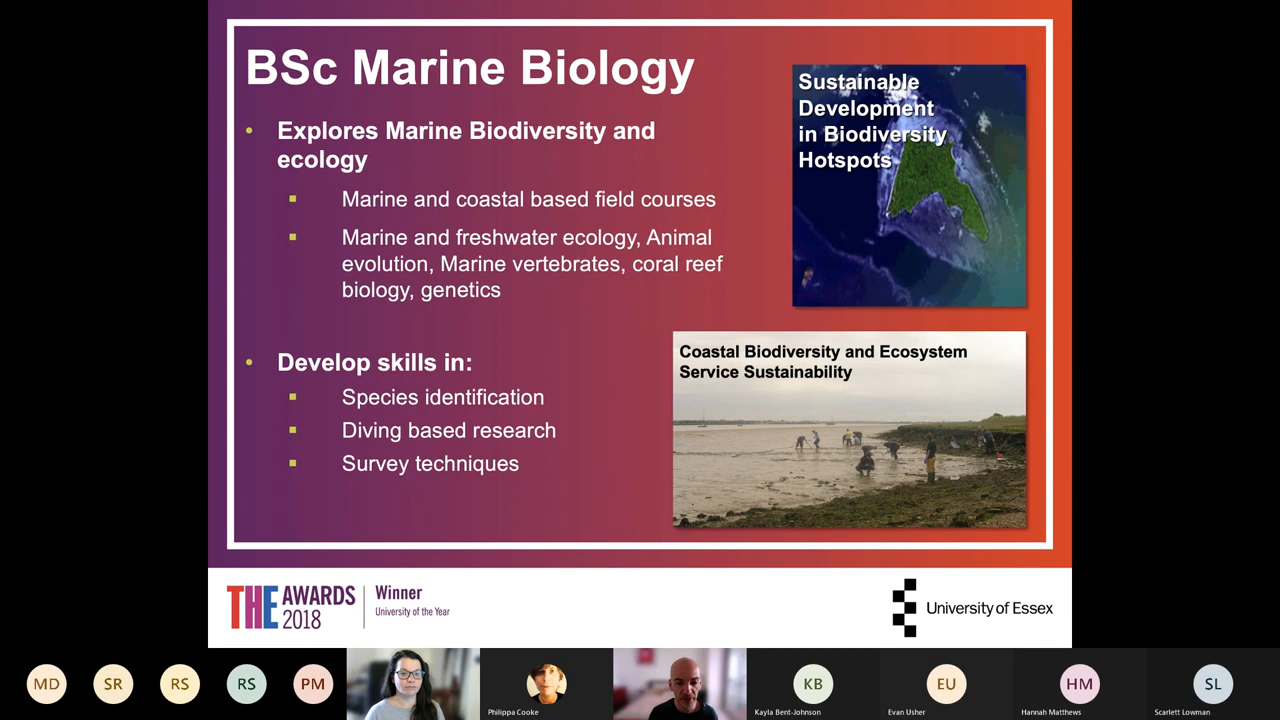 BSc Marine Biology
• Explores Marine Biodiversity and
ecology
▪ Marine and coastal based field courses
▪ Marine and freshwater ecology, Animal
evolution, Marine vertebrates, coral reef
biology, genetics
• Develop skills in:
▪ Species identification
▪ Diving based research
▪ Survey techniques
Sustainable
Development
in Biodiversity
Hotspots
Coastal Biodiversity and Ecosystem
Service Sustainability
THE AWARDS
2018
Winner
University of the Year
University of Essex
MD
SR
RS
RS
PM
Philippa Cooke
KB
Kayla Bent-Johnson
EU
Evan Usher
HM
Hannah Matthews
SL
Scarlett Lowman